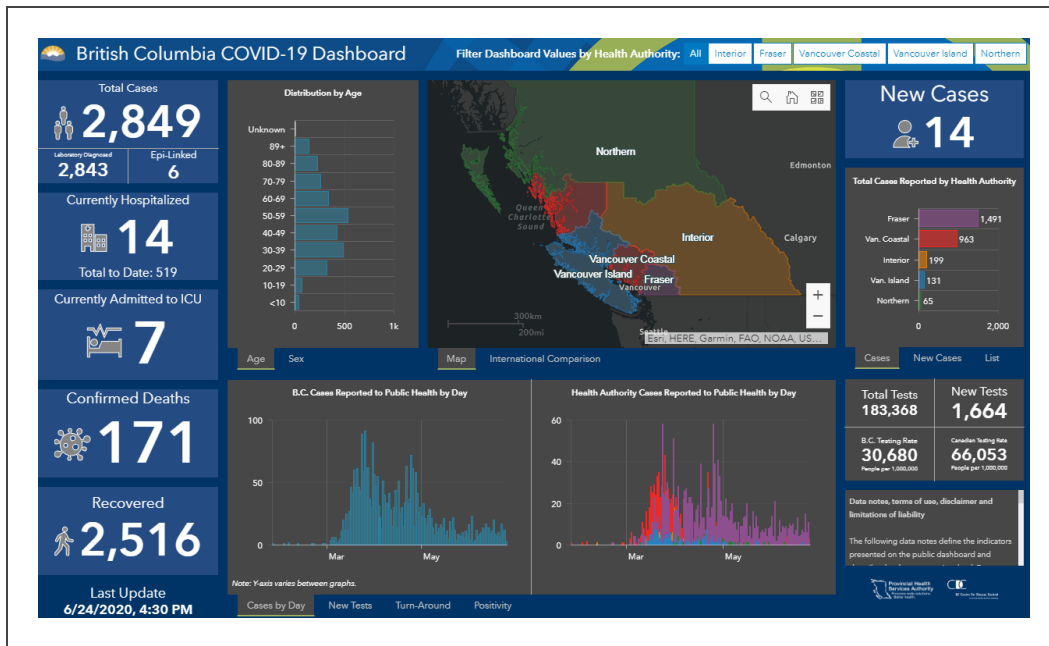 British Columbia COVID-19 Dashboard
Filter Dashboard Values by Health Authority: All Interior Fraser Vancouver Coastal Vancouver Island Northern
Total Cases
2,849
Laboratory Diagnosed
2,843
Epi-Linked
6
Currently Hospitalized
14
Total to Date: 519
Currently Admitted to ICU
7
Confirmed Deaths
171
Recovered
2,516
Last Update
6/24/2020, 4:30 PM
Distribution by Age
Unknown
89+
80-89
70-79
60-69
50-59
40-49
30-39
20-29
10-19
<10
0 500 1k
Age Sex
Northern
Edmonton
Queen
Charlotte
Sound
Interior
Calgary
Vancouver Coastal
Vancouver Island
Fraser
Vancouver
+
−
300km
200mi
Seattle
Esri, HERE, Garmin, FAO, NOAA, US...
Map International Comparison
New Cases
14
Total Cases Reported by Health Authority
Fraser 1,491
Van. Coastal 963
Interior 199
Van. Island 131
Northern 65
0 2,000
Cases New Cases List
B.C. Cases Reported to Public Health by Day
100
50
0
Mar May
Note: Y-axis varies between graphs.
Health Authority Cases Reported to Public Health by Day
60
40
20
0
Mar May
Cases by Day New Tests Turn-Around Positivity
Total Tests
183,368
New Tests
1,664
B.C. Testing Rate
30,680
People per 1,000,000
Canadian Testing Rate
66,053
People per 1,000,000
Data notes, terms of use, disclaimer and
limitations of liability
The following data notes define the indicators
presented on the public dashboard and
Provincial Health
Services Authority
BC Centre for Disease Control